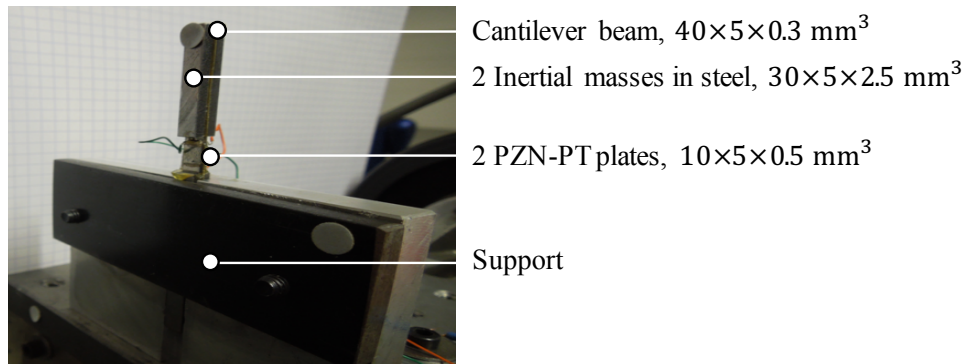 Cantilever beam, 40×5×0.3 mm³
2 Inertial masses in steel, 30×5×2.5 mm³
2 PZN-PT plates, 10×5×0.5 mm³
Support